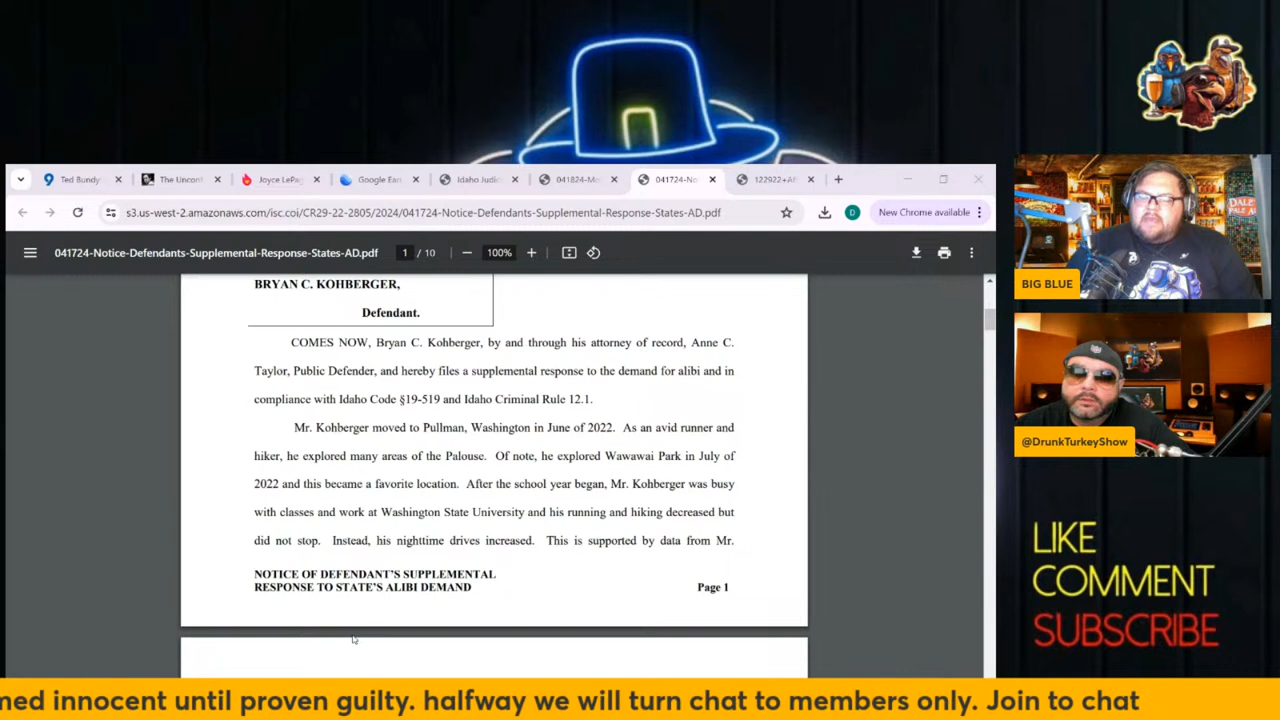 Ted Bundy
The Uncon
Joyce LePa
Google Ear
Idaho Judi
041824-Mo
041724-No
122922+A
s3.us-west-2.amazonaws.com/isc.coi/CR29-22-2805/2024/041724-Notice-Defendants-Supplemental-Response-States-AD.pdf
New Chrome available
041724-Notice-Defendants-Supplemental-Response-States-AD.pdf
1 / 10
100%
BRYAN C. KOHBERGER,
Defendant.
COMES NOW, Bryan C. Kohberger, by and through his attorney of record, Anne C.
Taylor, Public Defender, and hereby files a supplemental response to the demand for alibi and in
compliance with Idaho Code §19-519 and Idaho Criminal Rule 12.1.
Mr. Kohberger moved to Pullman, Washington in June of 2022. As an avid runner and
hiker, he explored many areas of the Palouse. Of note, he explored Wawawai Park in July of
2022 and this became a favorite location. After the school year began, Mr. Kohberger was busy
with classes and work at Washington State University and his running and hiking decreased but
did not stop. Instead, his nighttime drives increased. This is supported by data from Mr.
NOTICE OF DEFENDANT'S SUPPLEMENTAL
RESPONSE TO STATE'S ALIBI DEMAND
Page 1
BIG BLUE
@DrunkTurkeyShow
LIKE
COMMENT
SUBSCRIBE
med innocent until proven guilty. halfway we will turn chat to members only. Join to chat